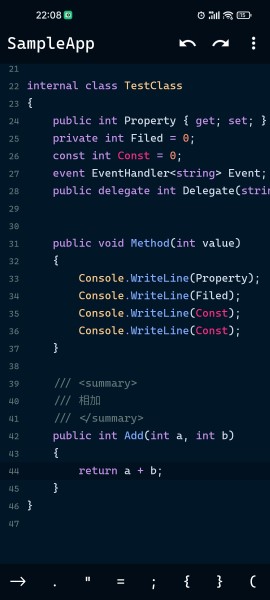 22:08
SampleApp
21
22 internal class TestClass
23 {
24     public int Property { get; set; }
25     private int Filed = 0;
26     const int Const = 0;
27     event EventHandler<string> Event;
28     public delegate int Delegate(strin
29
30
31     public void Method(int value)
32     {
33         Console.WriteLine(Property);
34         Console.WriteLine(Filed);
35         Console.WriteLine(Const);
36         Console.WriteLine(Const);
37     }
38
39     /// <summary>
40     /// 相加
41     /// </summary>
42     public int Add(int a, int b)
43     {
44         return a + b;
45     }
46 }
47
→ . " = ; { } (